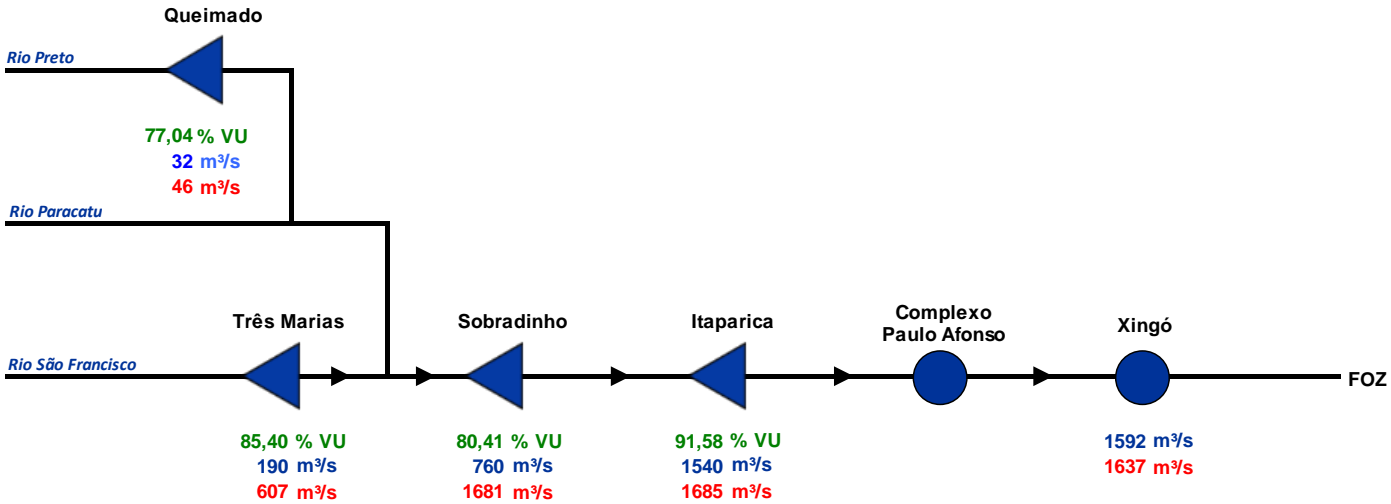 Queimado
Rio Preto
77,04 % VU
32 m³/s
46 m³/s
Rio Paracatu
Três Marias
Sobradinho
Itaparica
Complexo
Paulo Afonso
Xingó
Rio São Francisco
FOZ
85,40 % VU
190 m³/s
607 m³/s
80,41 % VU
760 m³/s
1681 m³/s
91,58 % VU
1540 m³/s
1685 m³/s
1592 m³/s
1637 m³/s